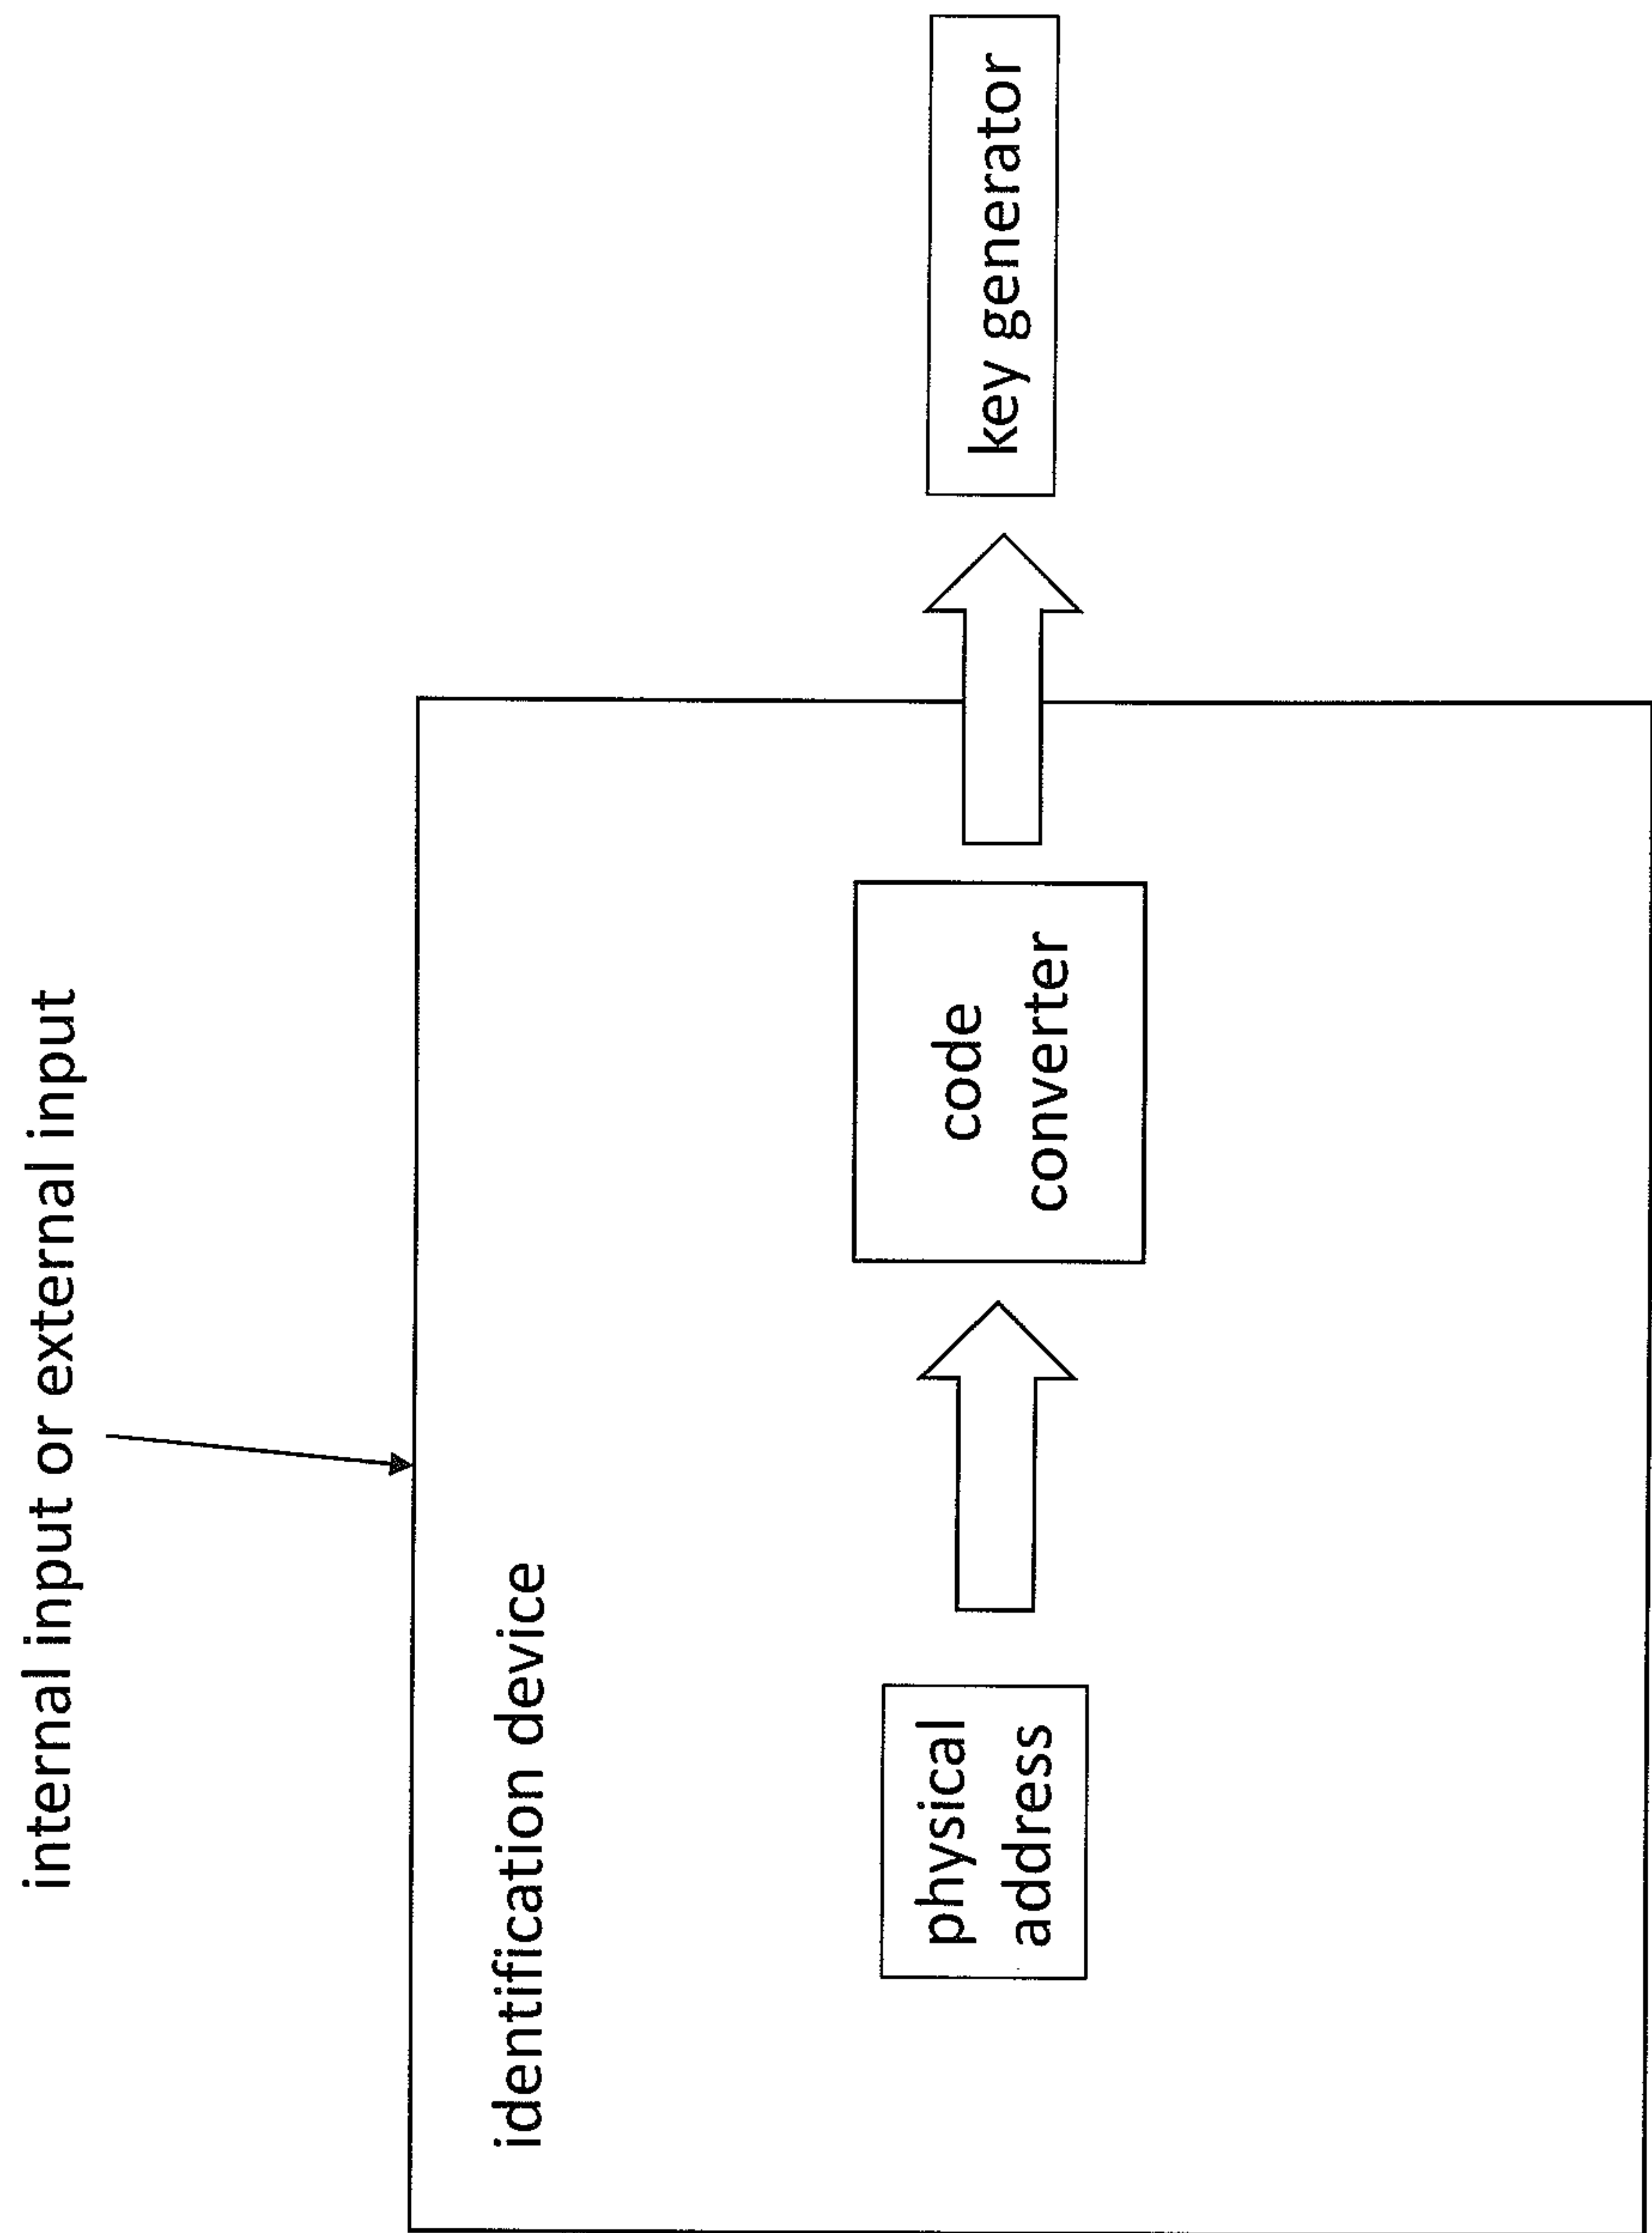 internal input or external input
identification device
physical
address
code
converter
key generator